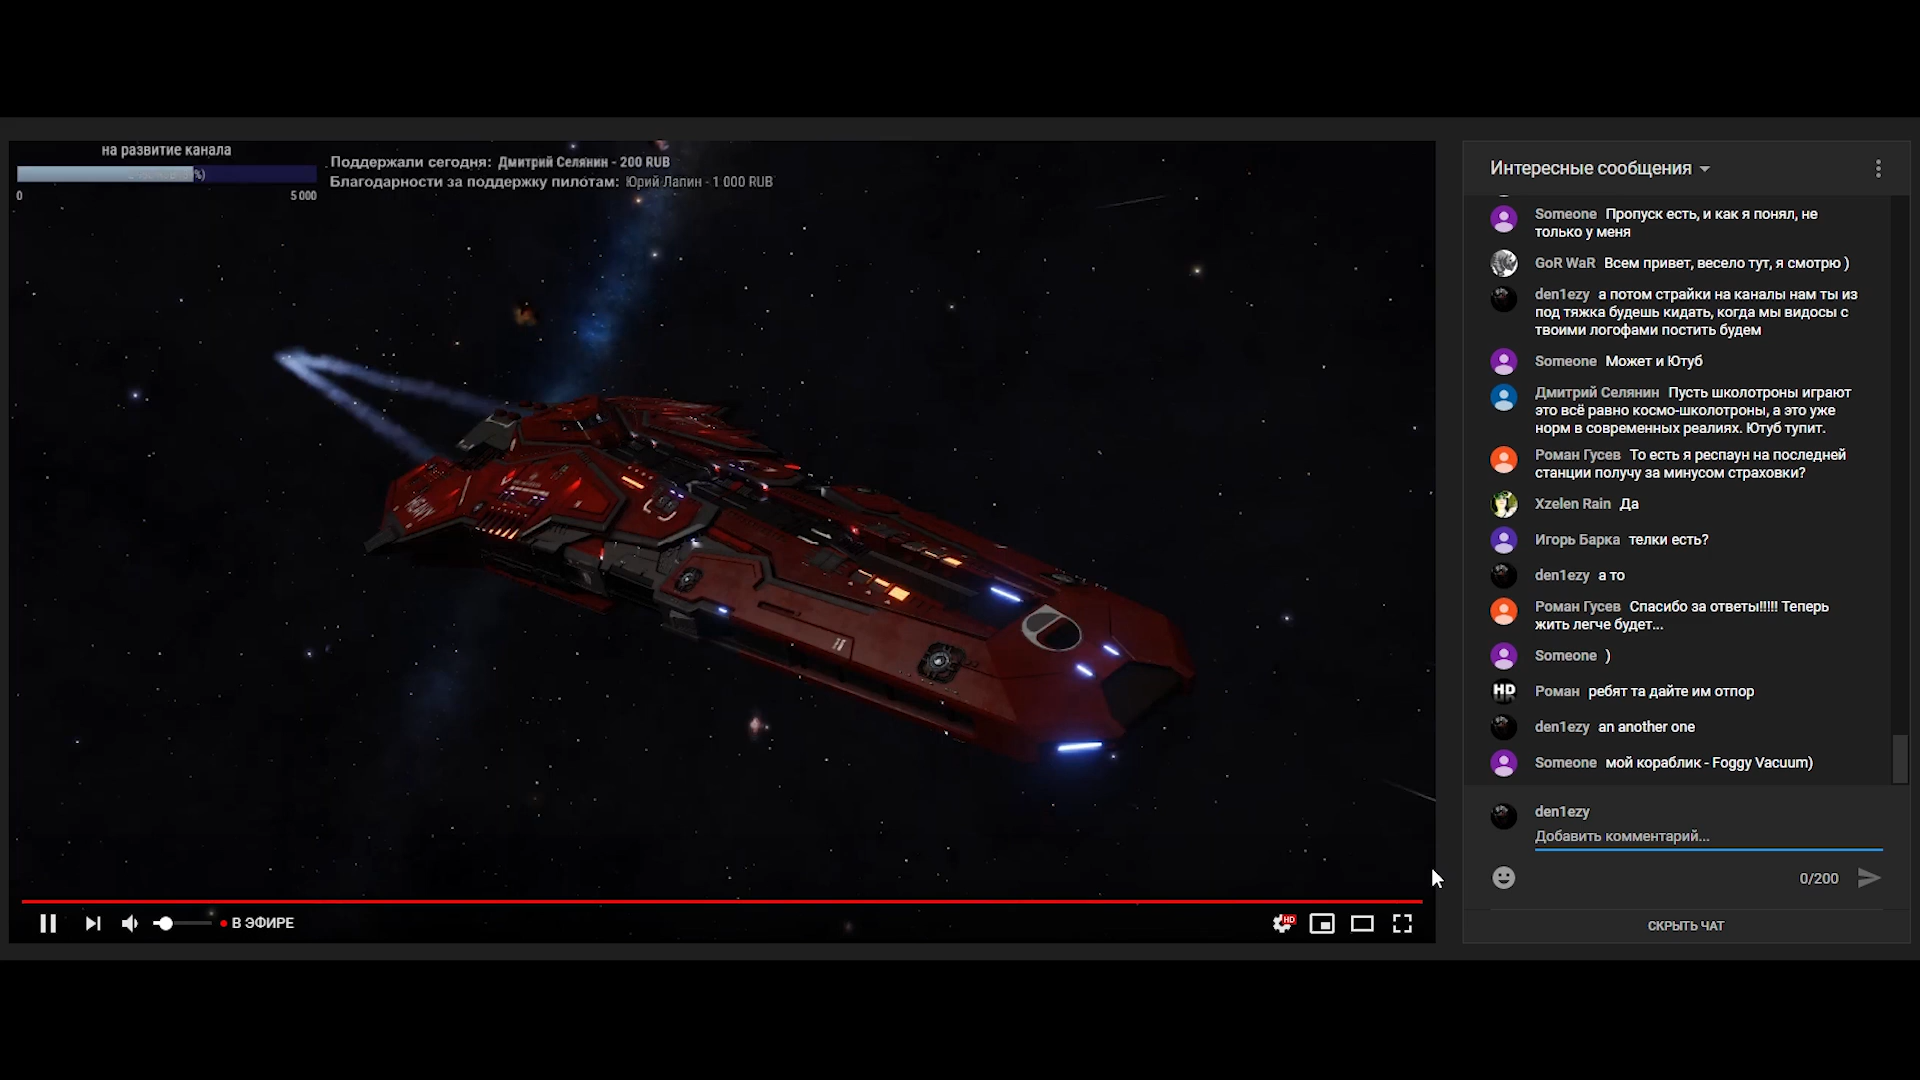 на развитие канала
0
5 000
Поддержали сегодня: Дмитрий Селянин - 200 RUB
Благодарности за поддержку пилотам: Юрий Лапин - 1 000 RUB
В ЭФИРЕ
HD
Интересные сообщения
Someone Пропуск есть, и как я понял, не
только у меня
GoR WaR Всем привет, весело тут, я смотрю )
den1ezy а потом страйки на каналы нам ты из
под тяжка будешь кидать, когда мы видосы с
твоими логофами постить будем
Someone Может и Ютуб
Дмитрий Селянин Пусть школотроны играют
это всё равно космо-школотроны, а это уже
норм в современных реалиях. Ютуб тупит.
Роман Гусев То есть я респаун на последней
станции получу за минусом страховки?
Xzelen Rain Да
Игорь Барка телки есть?
den1ezy а то
Роман Гусев Спасибо за ответы!!!!! Теперь
жить легче будет...
Someone )
HD Роман ребят та дайте им отпор
den1ezy an another one
Someone мой кораблик - Foggy Vacuum)
den1ezy
Добавить комментарий...
0/200
СКРЫТЬ ЧАТ